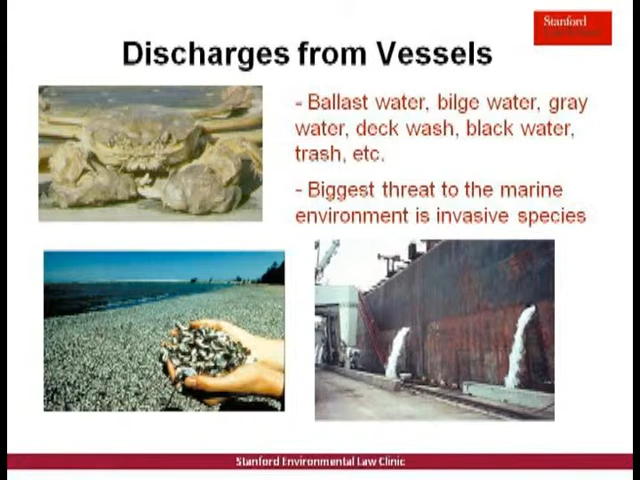 Stanford
Discharges from Vessels
- Ballast water, bilge water, gray
water, deck wash, black water,
trash, etc.
- Biggest threat to the marine
environment is invasive species
Stanford Environmental Law Clinic